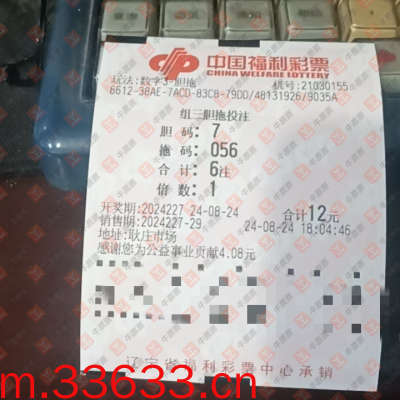 中国福利彩票
CHINA WELFARE LOTTERY
玩法:数字3-胆拖 机号:21030155
6612-38AE-7ACD-83C8-79DD/48131926/9035A
组三胆拖投注
胆 码: 7
拖 码: 056
合 计: 6注
倍 数: 1
开奖期:2024227 24-08-24 合计12元
销售期:2024227-29 24-08-24 18:04:46
地址:耿庄市场
感谢您为公益事业贡献4.08元
辽宁省福利彩票中心承销
m.33633.cn